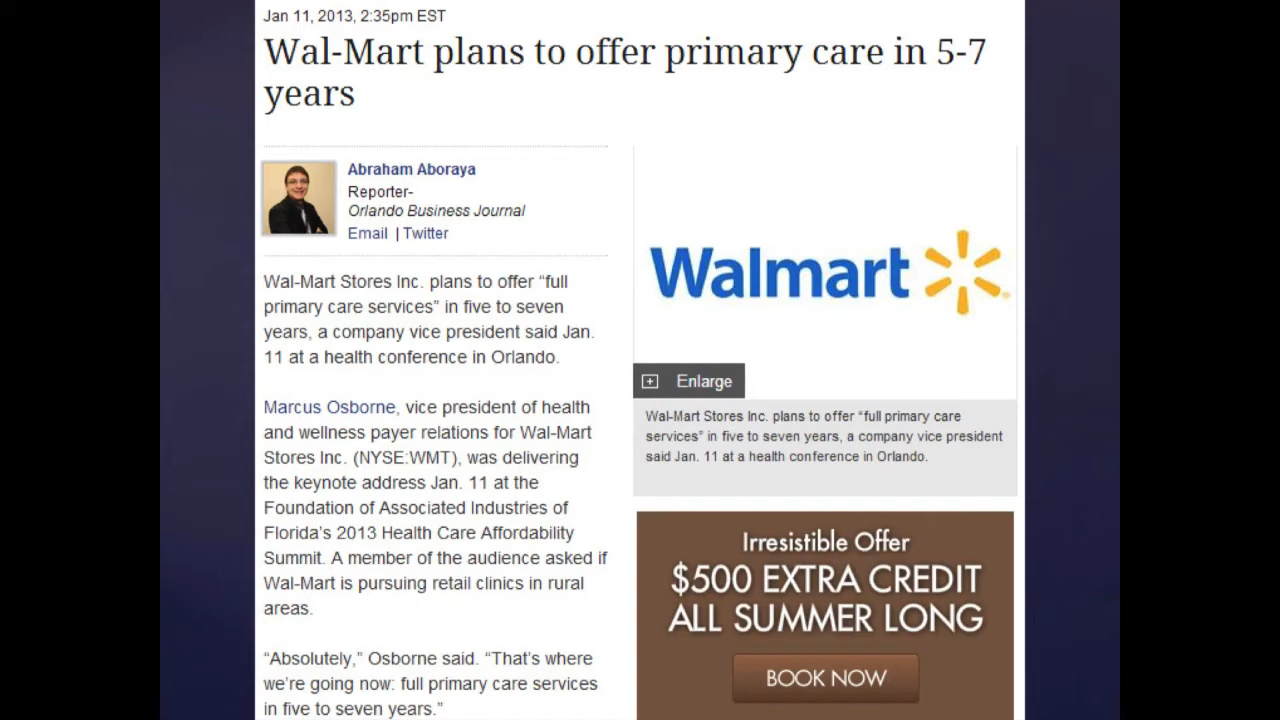 Jan 11, 2013, 2:35pm EST
Wal-Mart plans to offer primary care in 5-7
years
Abraham Aboraya
Reporter-
Orlando Business Journal
Email | Twitter
Wal-Mart Stores Inc. plans to offer “full
primary care services” in five to seven
years, a company vice president said Jan.
11 at a health conference in Orlando.
Marcus Osborne, vice president of health
and wellness payer relations for Wal-Mart
Stores Inc. (NYSE:WMT), was delivering
the keynote address Jan. 11 at the
Foundation of Associated Industries of
Florida’s 2013 Health Care Affordability
Summit. A member of the audience asked if
Wal-Mart is pursuing retail clinics in rural
areas.
“Absolutely,” Osborne said. “That’s where
we’re going now: full primary care services
in five to seven years.”
Walmart
Enlarge
Wal-Mart Stores Inc. plans to offer “full primary care
services” in five to seven years, a company vice president
said Jan. 11 at a health conference in Orlando.
Irresistible Offer
$500 EXTRA CREDIT
ALL SUMMER LONG
BOOK NOW